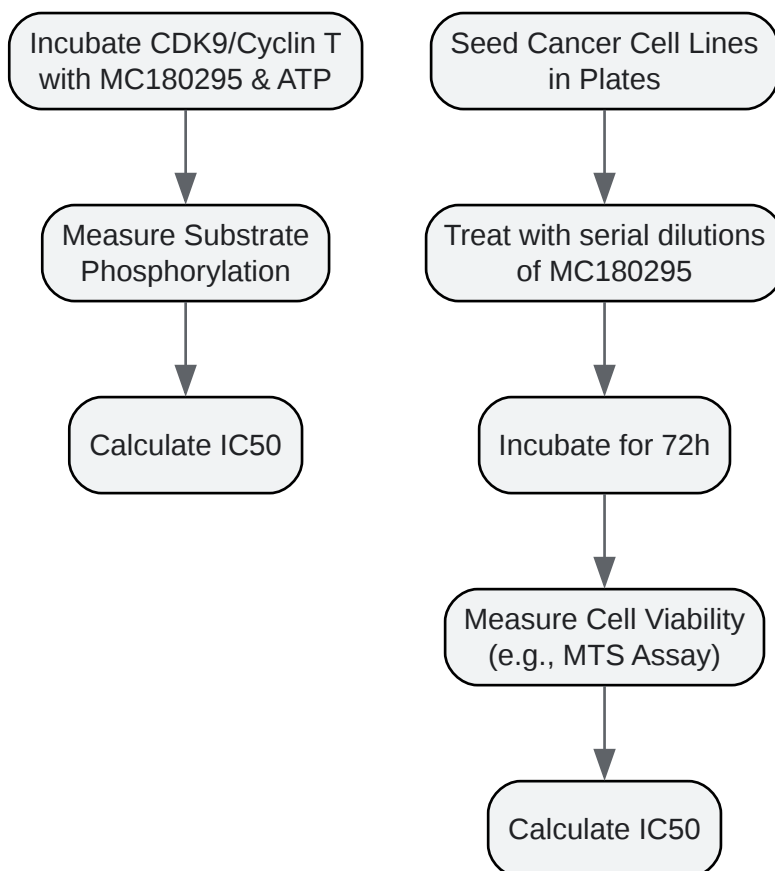 Incubate CDK9/Cyclin T
with MC180295 & ATP
Measure Substrate
Phosphorylation
Calculate IC50
Seed Cancer Cell Lines
in Plates
Treat with serial dilutions
of MC180295
Incubate for 72h
Measure Cell Viability
(e.g., MTS Assay)
Calculate IC50